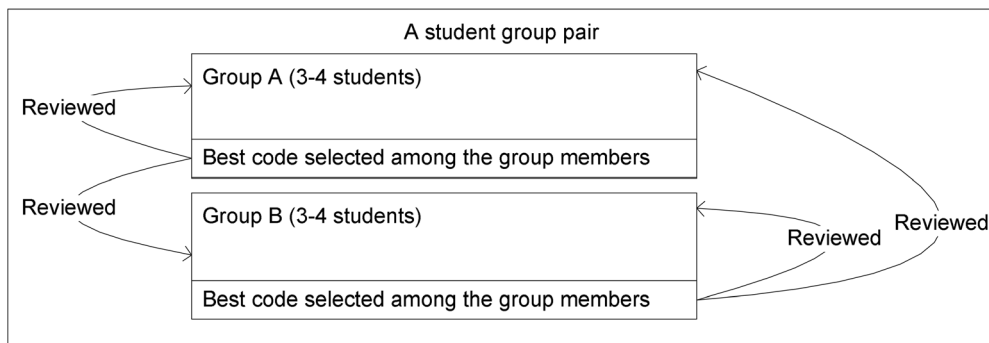 A student group pair
Group A (3-4 students)
Reviewed
Best code selected among the group members
Reviewed
Group B (3-4 students)
Reviewed
Reviewed
Best code selected among the group members